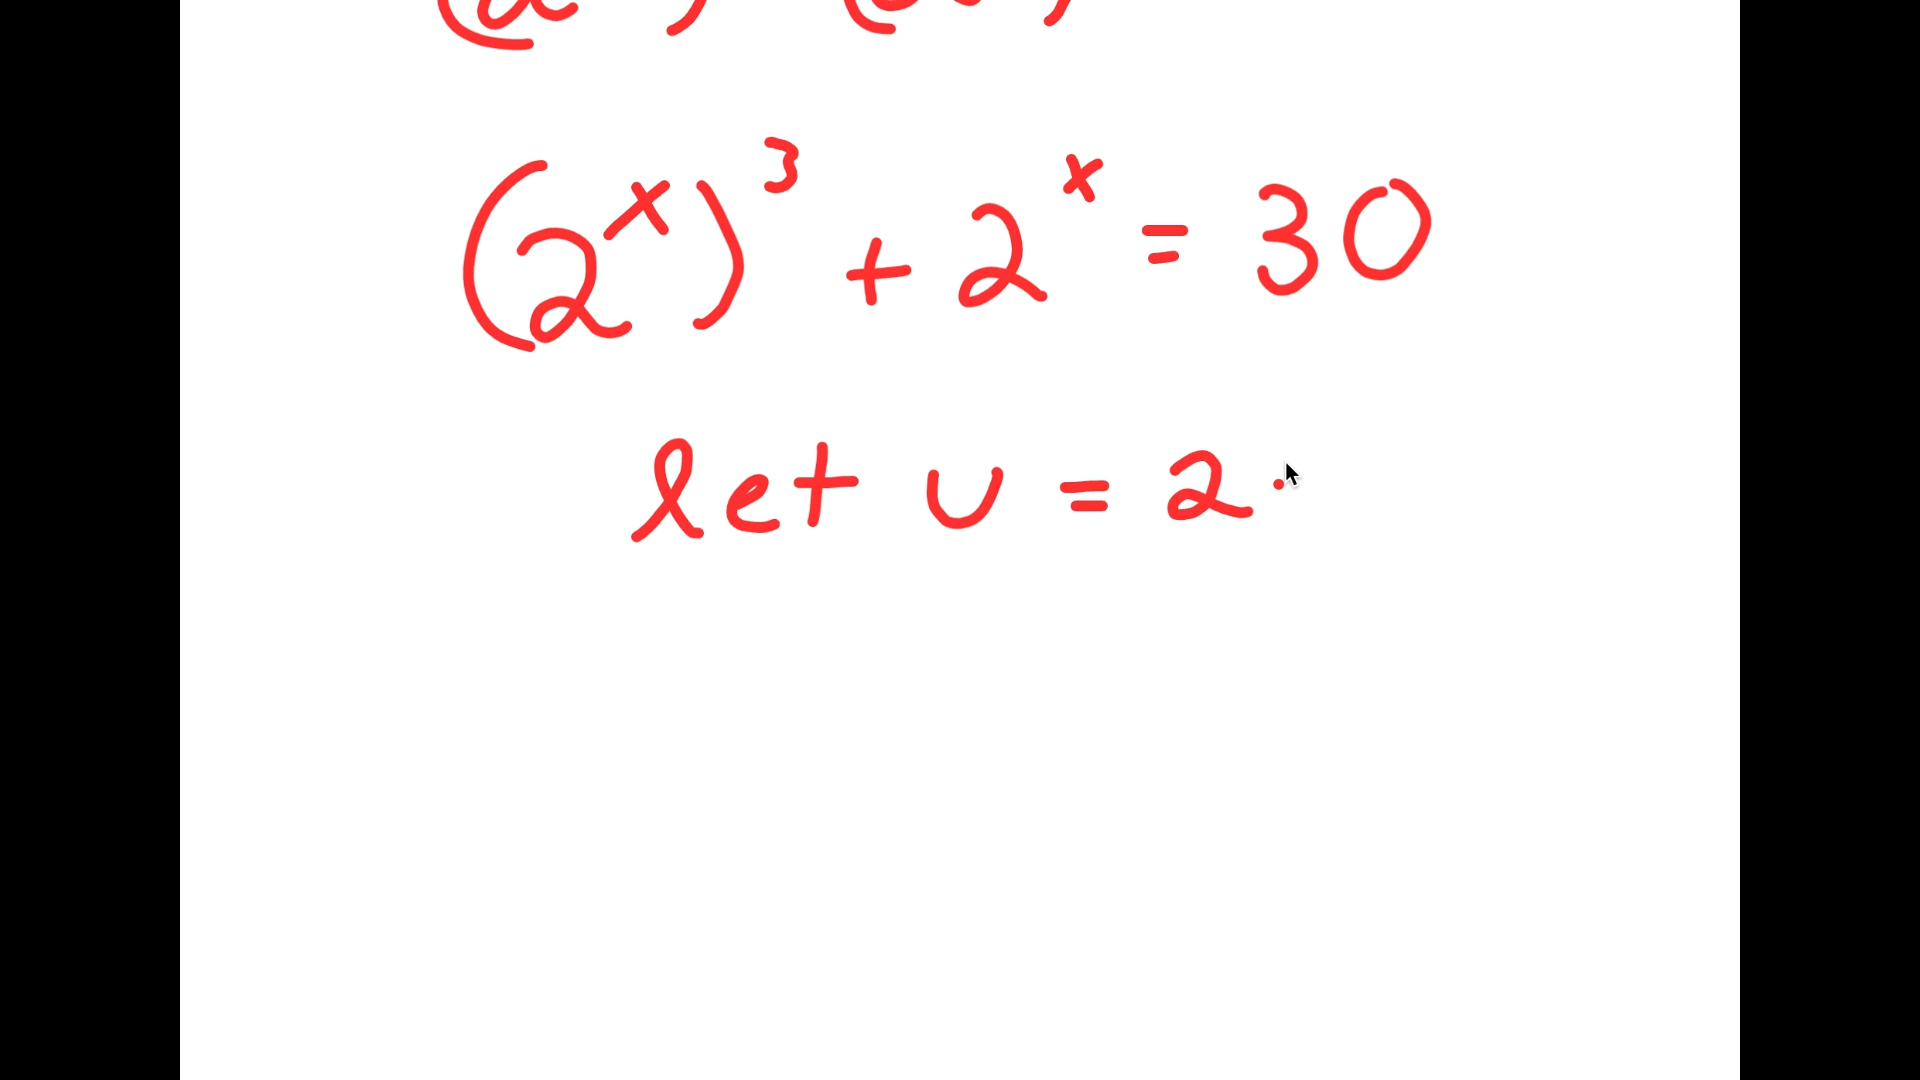 (2^x)^3 + 2^x = 30
let u = 2